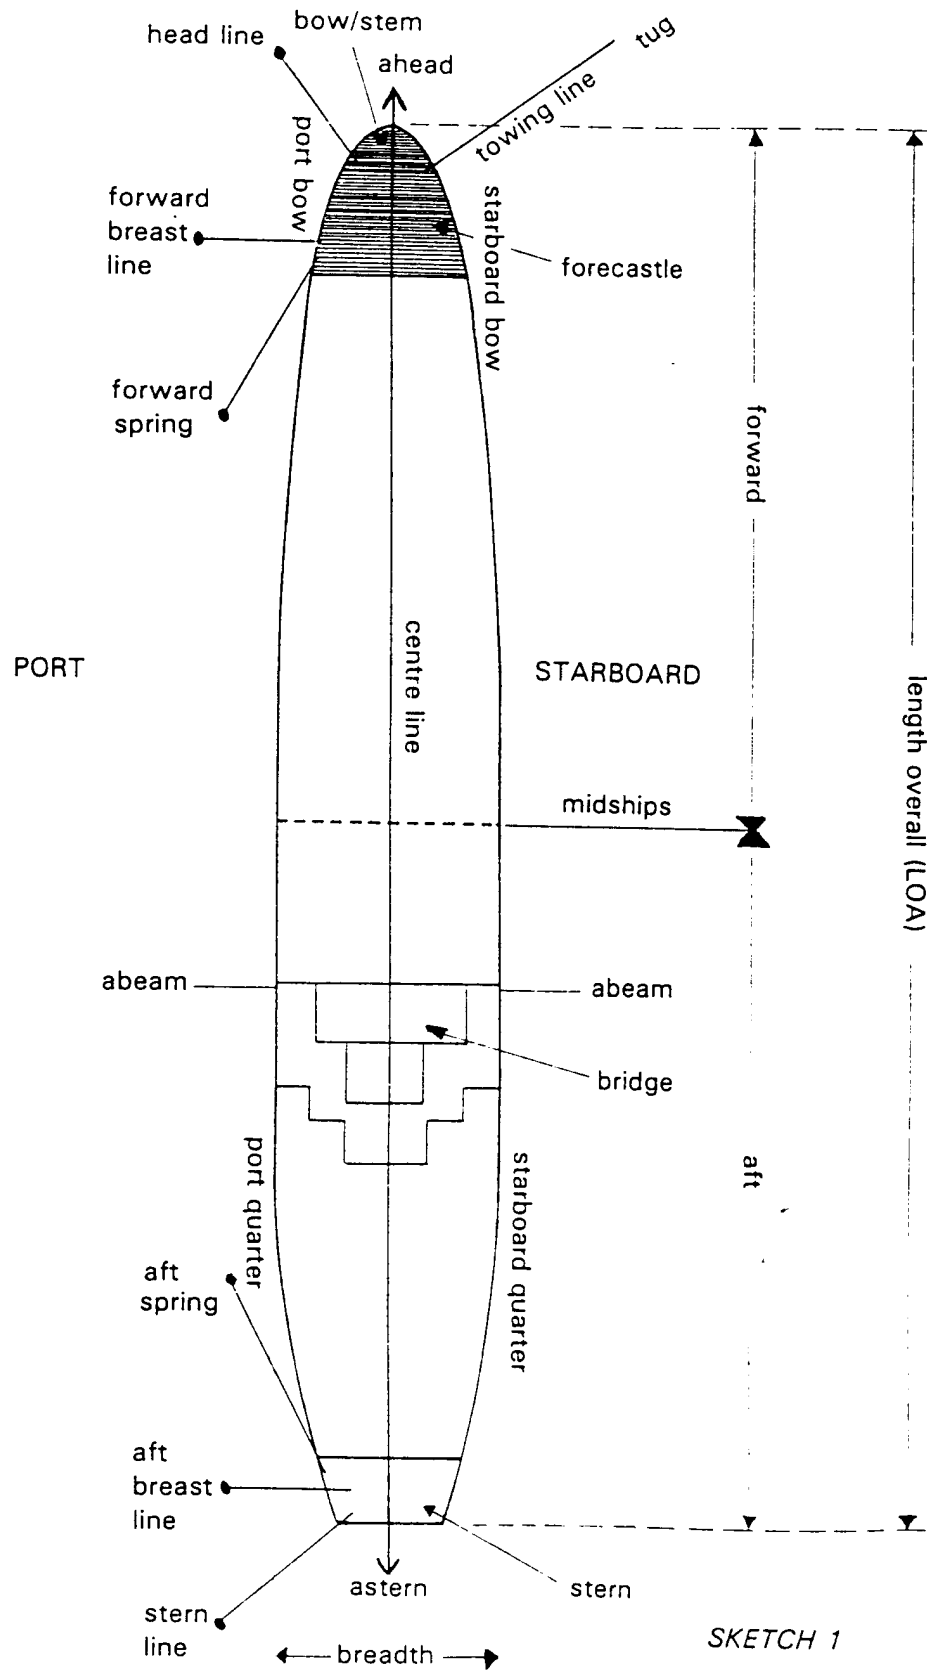 bow/stem
head line
tug
ahead
towing line
port bow
forward
breast
line
starboard bow
forecastle
forward
spring
forward
centre line
PORT
STARBOARD
length overall (LOA)
midships
abeam
abeam
bridge
port quarter
starboard quarter
aft
aft
spring
aft
breast
line
astern
stern
stern
line
breadth
SKETCH 1